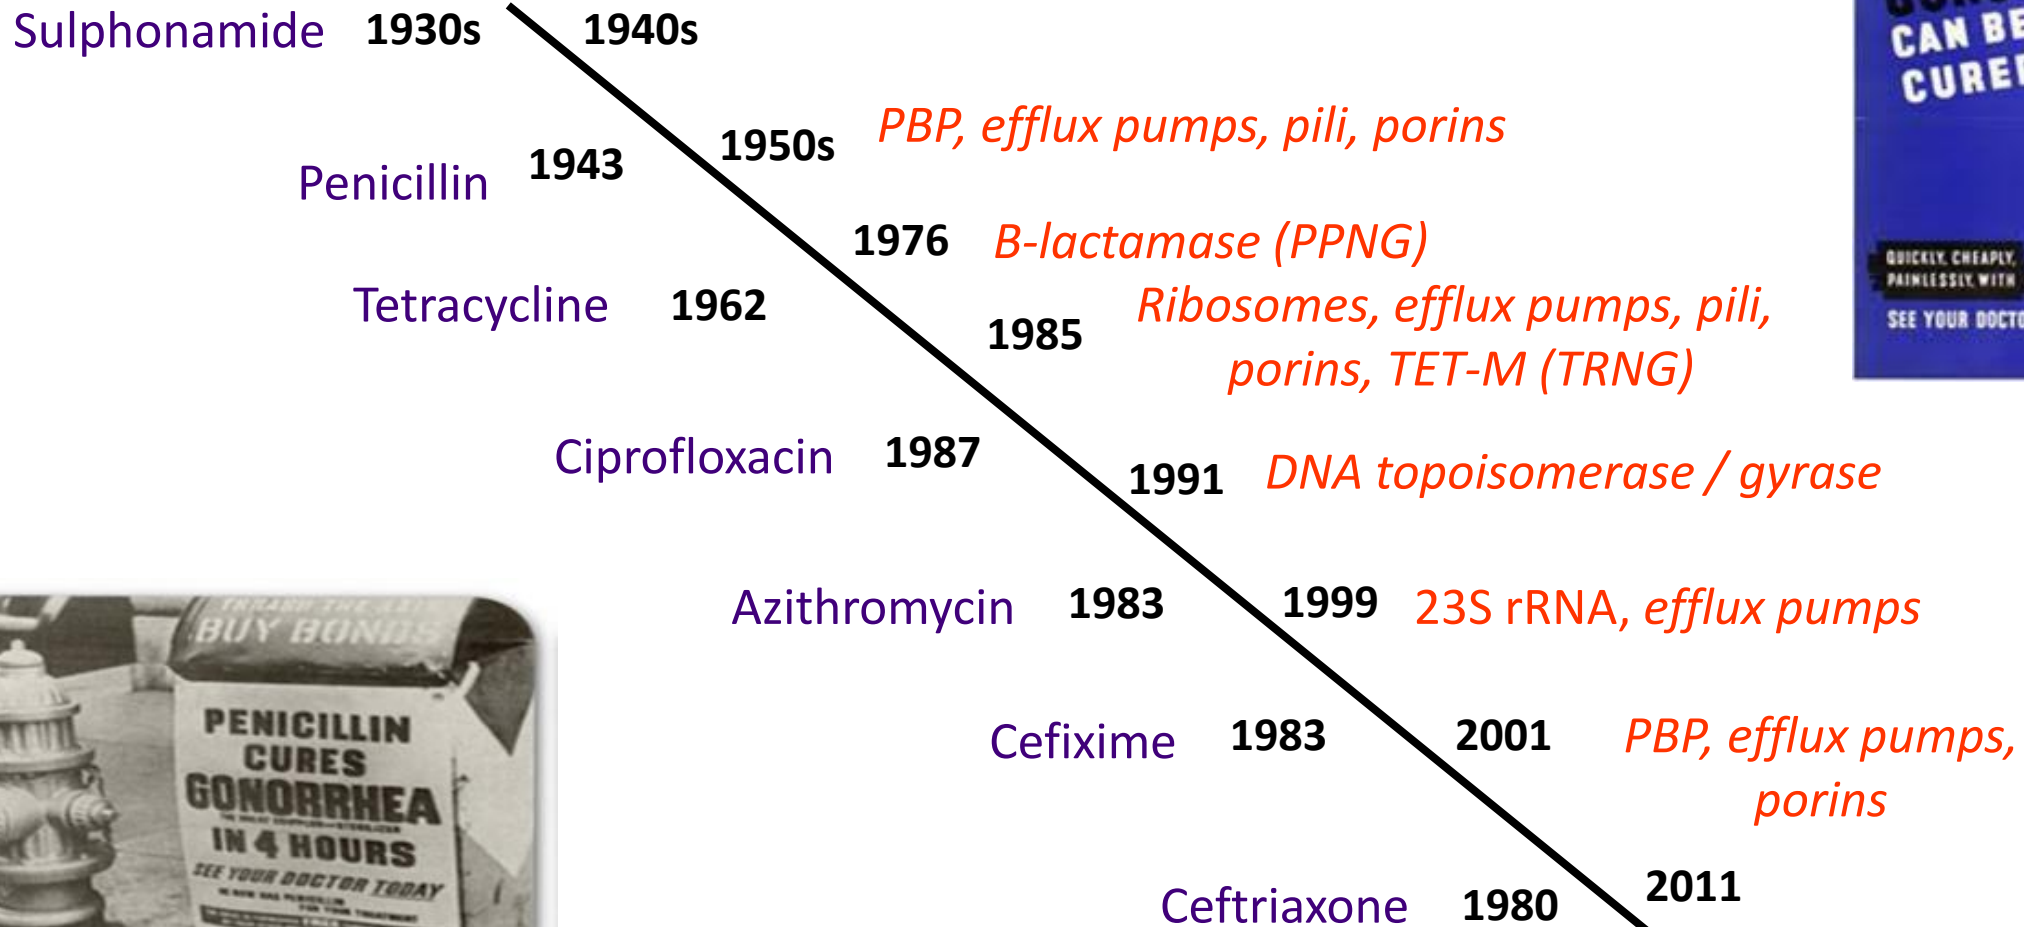 Sulphonamide 1930s 1940s
CAN BE
CURED
Penicillin 1943 1950s PBP, efflux pumps, pili, porins
1976 B-lactamase (PPNG)
QUICKLY, CHEAPLY,
PAINLESSLY, WITH
SEE YOUR DOCTO
Tetracycline 1962 1985 Ribosomes, efflux pumps, pili,
porins, TET-M (TRNG)
Ciprofloxacin 1987 1991 DNA topoisomerase / gyrase
Azithromycin 1983 1999 23S rRNA, efflux pumps
Cefixime 1983 2001 PBP, efflux pumps,
porins
Ceftriaxone 1980 2011
BUY BONDS
PENICILLIN
CURES
GONORRHEA
IN 4 HOURS
SEE YOUR DOCTOR TODAY